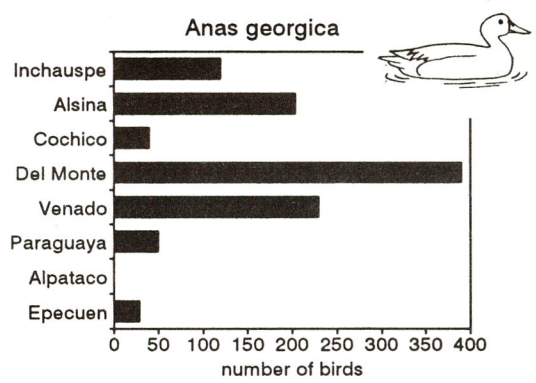 Anas georgica
Inchauspe
Alsina
Cochico
Del Monte
Venado
Paraguaya
Alpataco
Epecuen
0 50 100 150 200 250 300 350 400
number of birds